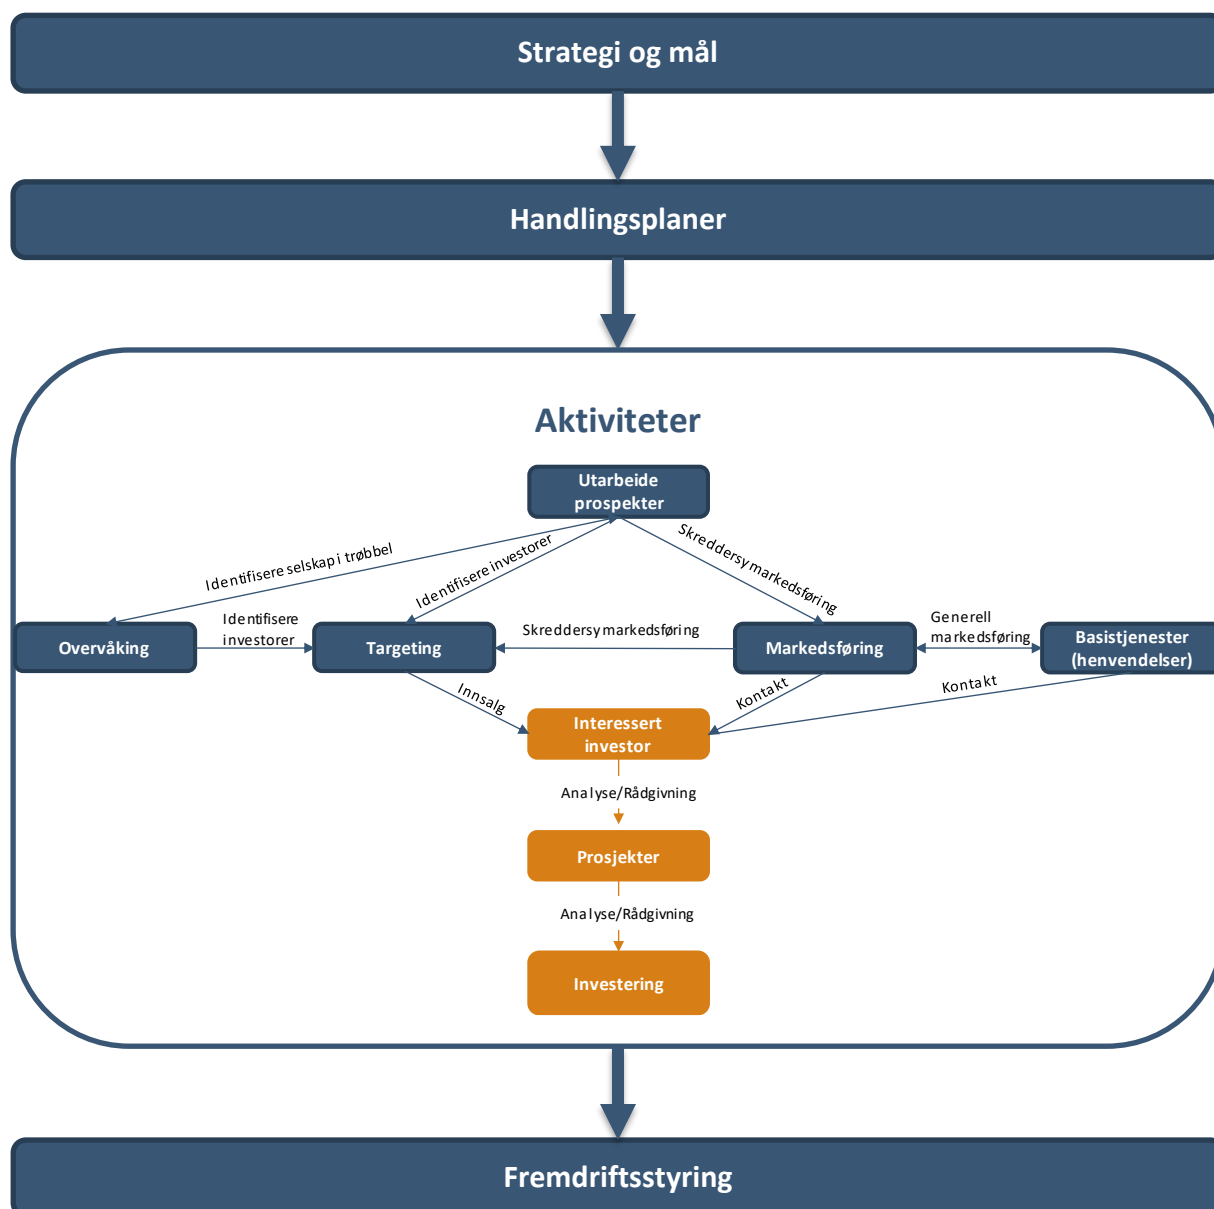 Strategi og mål
Handlingsplaner
Aktiviteter
Utarbeide
prospekter
Identifisere selskap i trøbbel
Identifisere investorer
Skreddersy markedsføring
Overvåking
Identifisere
investorer
Targeting
Skreddersy markedsføring
Markedsføring
Generell
markedsføring
Basistjenester
(henvendelser)
Innsalg
Kontakt
Kontakt
Interessert
investor
Analyse/Rådgivning
Prosjekter
Analyse/Rådgivning
Investering
Fremdriftsstyring